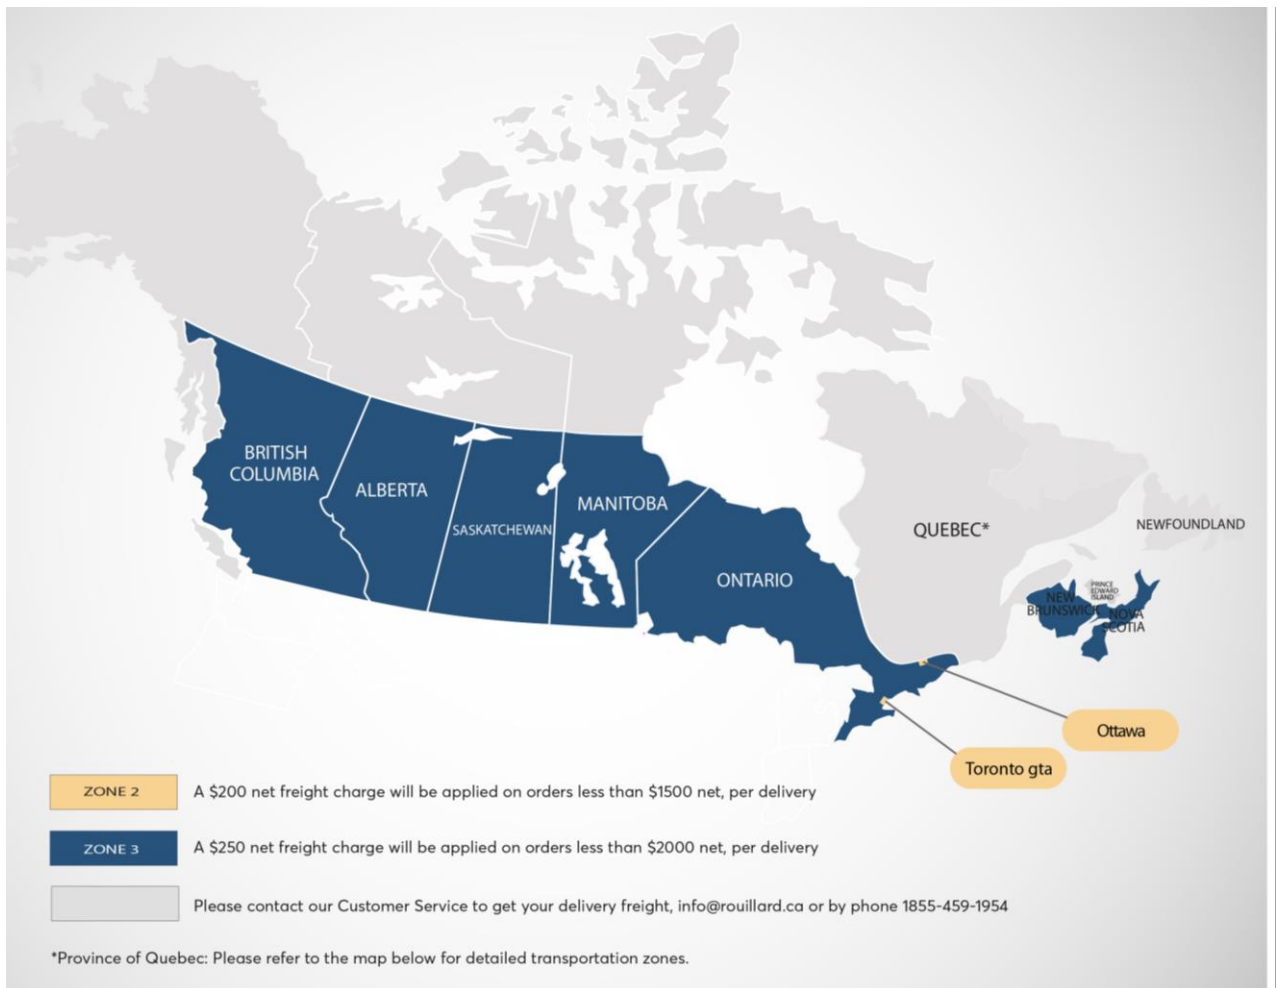 BRITISH
COLUMBIA
ALBERTA
SASKATCHEWAN
MANITOBA
ONTARIO
QUEBEC*
NEWFOUNDLAND
PRINCE
EDWARD
ISLAND
NEW
BRUNSWICK
NOVA
SCOTIA
Ottawa
Toronto gta
ZONE 2 A $200 net freight charge will be applied on orders less than $1500 net, per delivery
ZONE 3 A $250 net freight charge will be applied on orders less than $2000 net, per delivery
Please contact our Customer Service to get your delivery freight, info@rouillard.ca or by phone 1855-459-1954
*Province of Quebec: Please refer to the map below for detailed transportation zones.